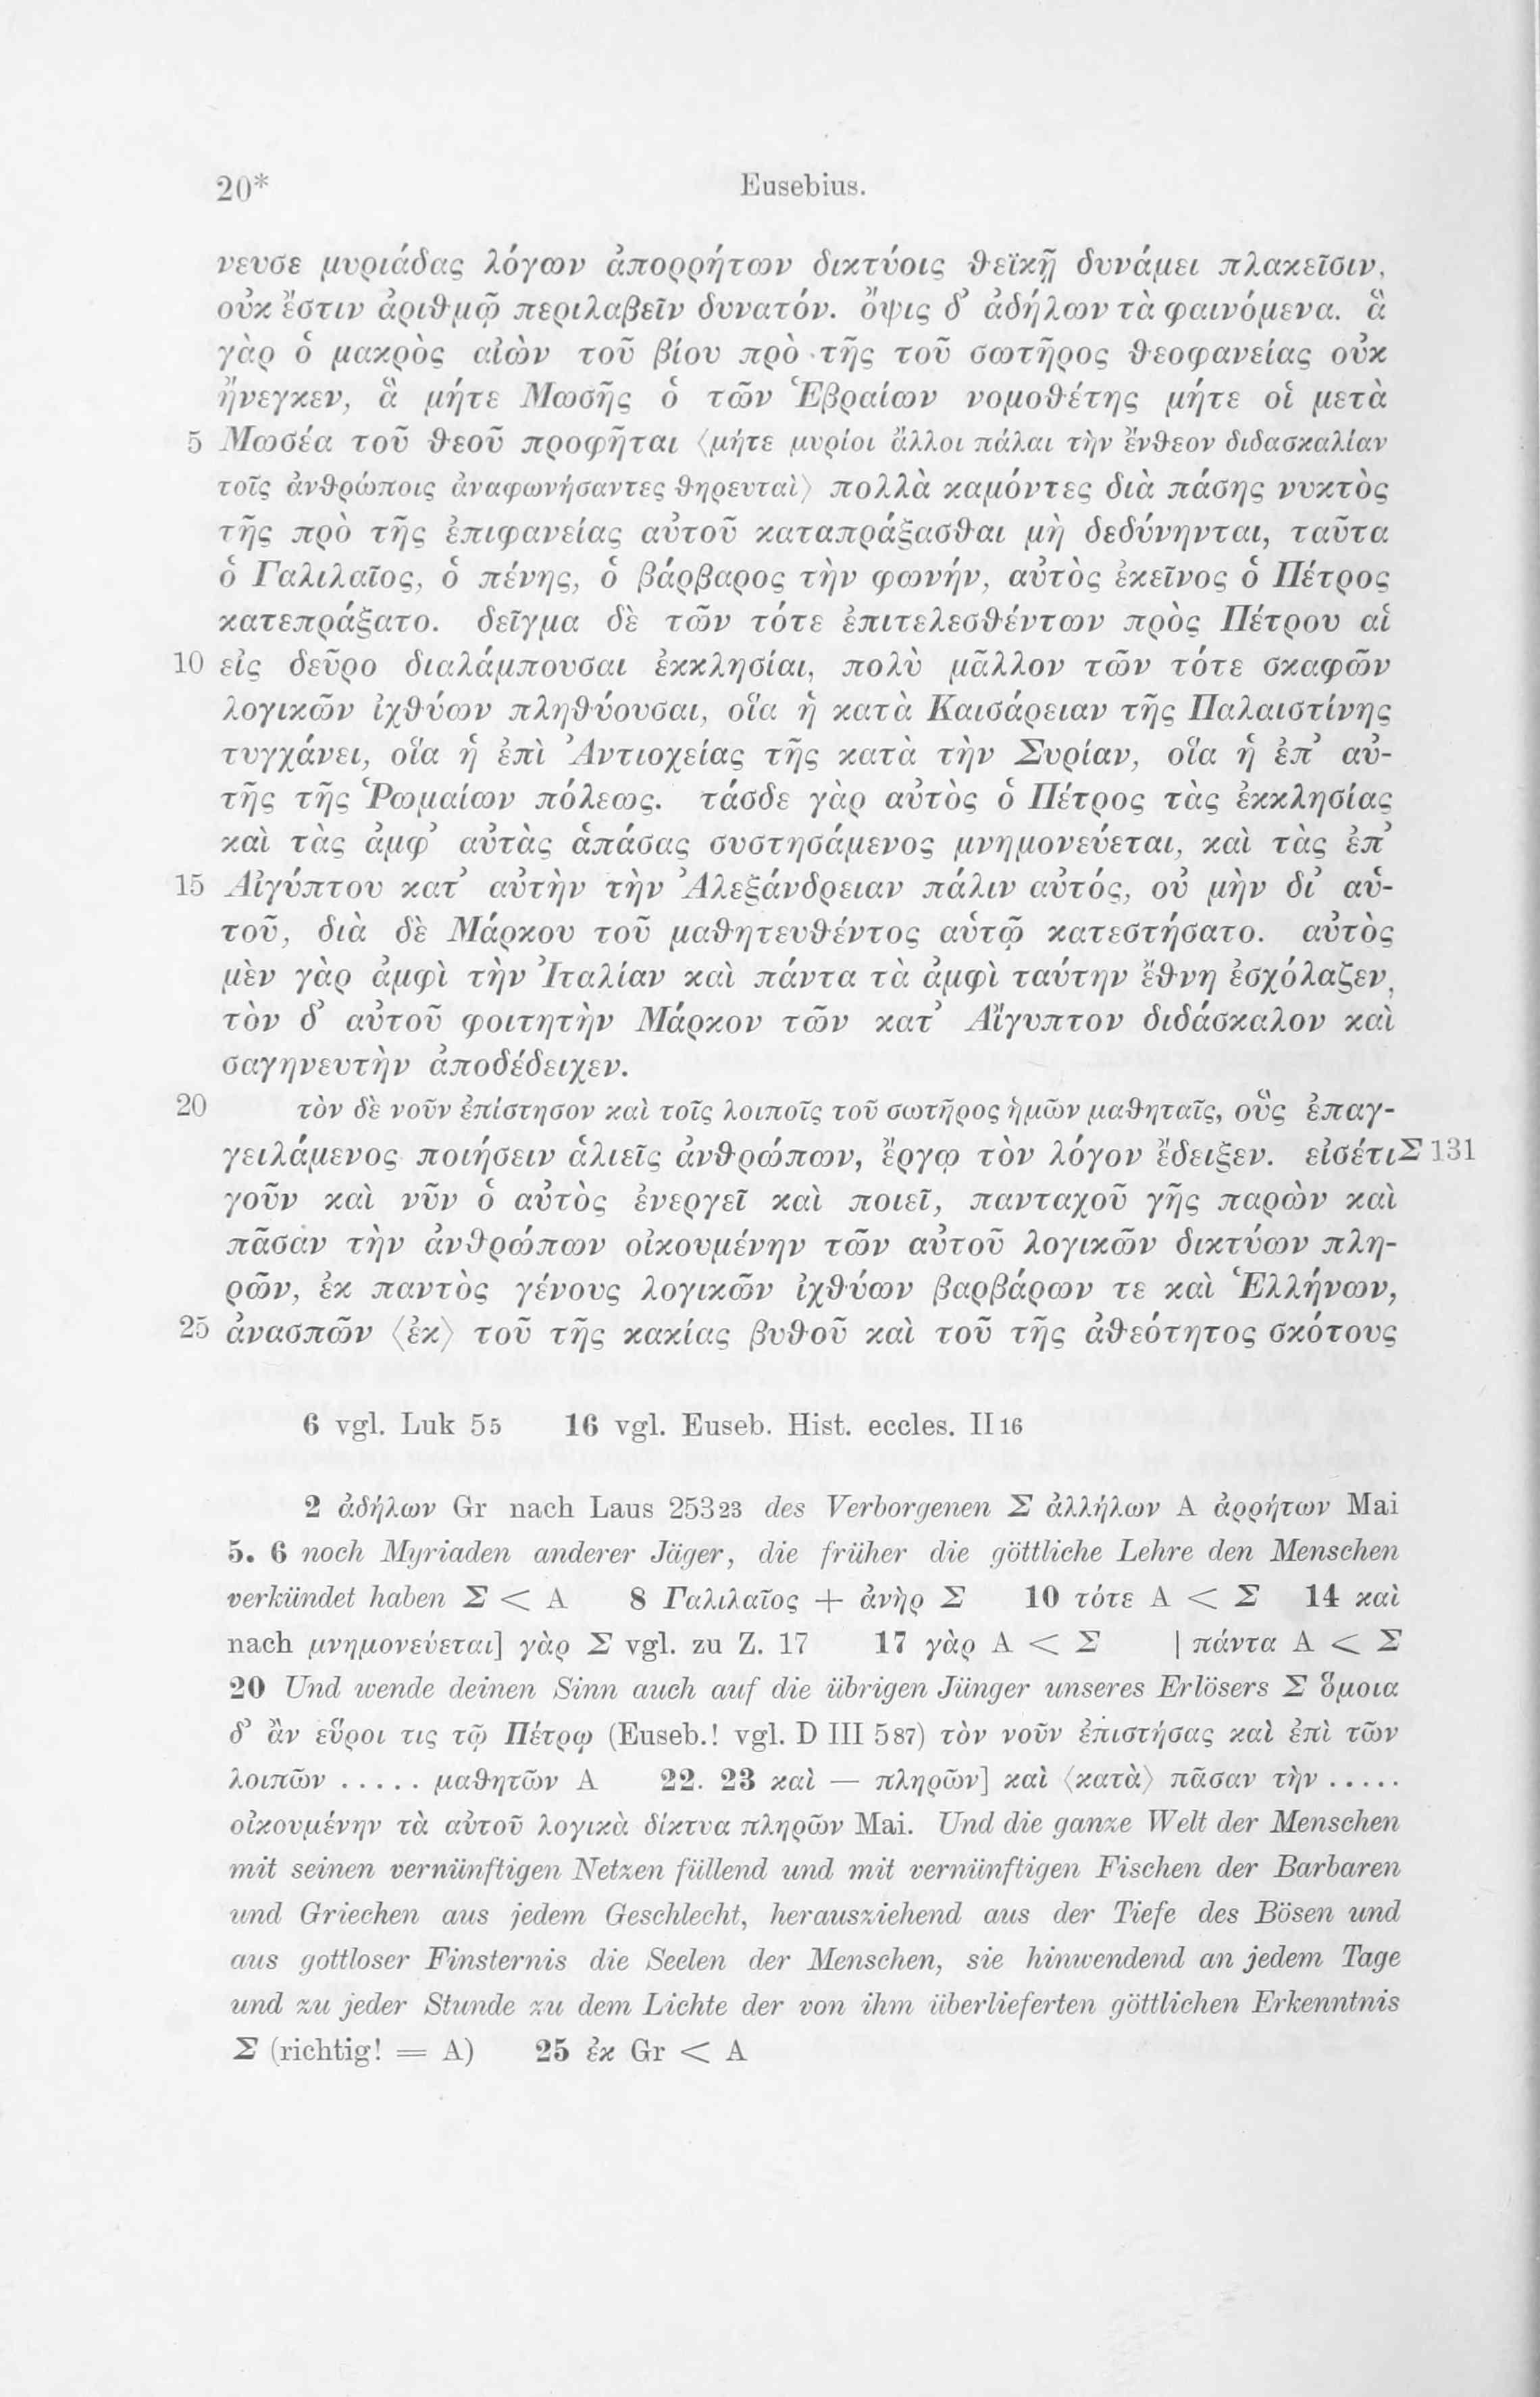 20*
Eusebius.
νευσε μυριάδας λόγων ἀπορρήτων δικτύοις θεϊκῇ δυνάμει πλακεῖσιν,
οὐκ ἔστιν ἀριθμῷ περιλαβεῖν δυνατόν. ὄψις δ' ἀδήλων τὰ φαινόμενα. ἃ
γὰρ ὁ μακρὸς αἰὼν τοῦ βίου πρὸ τῆς τοῦ σωτῆρος θεοφανείας οὐκ
ἤνεγκεν, ἃ μήτε Μωσῆς ὁ τῶν Ἑβραίων νομοθέτης μήτε οἱ μετὰ
5 Μωσέα τοῦ θεοῦ προφῆται ⟨μήτε μυρίοι ἄλλοι πάλαι τὴν ἔνθεον διδασκαλίαν
τοῖς ἀνθρώποις ἀναφωνήσαντες θηρευταὶ⟩ πολλὰ καμόντες διὰ πάσης νυκτὸς
τῆς πρὸ τῆς ἐπιφανείας αὐτοῦ καταπράξασθαι μὴ δεδύνηνται, ταῦτα
ὁ Γαλιλαῖος, ὁ πένης, ὁ βάρβαρος τὴν φωνήν, αὐτὸς ἐκεῖνος ὁ Πέτρος
κατεπράξατο. δεῖγμα δὲ τῶν τότε ἐπιτελεσθέντων πρὸς Πέτρου αἱ
10 εἰς δεῦρο διαλάμπουσαι ἐκκλησίαι, πολὺ μᾶλλον τῶν τότε σκαφῶν
λογικῶν ἰχθύων πληθύουσαι, οἵα ἡ κατὰ Καισάρειαν τῆς Παλαιστίνης
τυγχάνει, οἵα ἡ ἐπὶ Ἀντιοχείας τῆς κατὰ τὴν Συρίαν, οἵα ἡ ἐπ' αὐ-
τῆς τῆς Ῥωμαίων πόλεως. τάσδε γὰρ αὐτὸς ὁ Πέτρος τὰς ἐκκλησίας
καὶ τὰς ἀμφ' αὐτὰς ἁπάσας συστησάμενος μνημονεύεται, καὶ τὰς ἐπ'
15 Αἰγύπτου κατ' αὐτὴν τὴν Ἀλεξάνδρειαν πάλιν αὐτός, οὐ μὴν δι' αὑ-
τοῦ, διὰ δὲ Μάρκου τοῦ μαθητευθέντος αὑτῷ κατεστήσατο. αὐτὸς
μὲν γὰρ ἀμφὶ τὴν Ἰταλίαν καὶ πάντα τὰ ἀμφὶ ταύτην ἔθνη ἐσχόλαζεν,
τὸν δ' αὐτοῦ φοιτητὴν Μάρκον τῶν κατ' Αἴγυπτον διδάσκαλον καὶ
σαγηνευτὴν ἀποδέδειχεν.
20 τὸν δὲ νοῦν ἐπίστησον καὶ τοῖς λοιποῖς τοῦ σωτῆρος ἡμῶν μαθηταῖς, οὓς ἐπαγ-
γειλάμενος ποιήσειν ἁλιεῖς ἀνθρώπων, ἔργῳ τὸν λόγον ἔδειξεν. εἰσέτι Σ 131
γοῦν καὶ νῦν ὁ αὐτὸς ἐνεργεῖ καὶ ποιεῖ, πανταχοῦ γῆς παρὼν καὶ
πᾶσαν τὴν ἀνθρώπων οἰκουμένην τῶν αὐτοῦ λογικῶν δικτύων πλη-
ρῶν, ἐκ παντὸς γένους λογικῶν ἰχθύων βαρβάρων τε καὶ Ἑλλήνων,
25 ἀνασπῶν ⟨ἐκ⟩ τοῦ τῆς κακίας βυθοῦ καὶ τοῦ τῆς ἀθεότητος σκότους
6 vgl. Luk 5 5 16 vgl. Euseb. Hist. eccles. II 16
2 ἀδήλων Gr nach Laus 253 23 des Verborgenen Σ ἀλλήλων A ἀρρήτων Mai
5. 6 noch Myriaden anderer Jäger, die früher die göttliche Lehre den Menschen
verkündet haben Σ < A 8 Γαλιλαῖος + ἀνὴρ Σ 10 τότε A < Σ 14 καὶ
nach μνημονεύεται] γὰρ Σ vgl. zu Z. 17 17 γὰρ A < Σ | πάντα A < Σ
20 Und wende deinen Sinn auch auf die übrigen Jünger unseres Erlösers Σ ὅμοια
δ' ἂν εὕροι τις τῷ Πέτρῳ (Euseb.! vgl. D III 5 87) τὸν νοῦν ἐπιστήσας καὶ ἐπὶ τῶν
λοιπῶν ..... μαθητῶν A 22. 23 καὶ — πληρῶν] καὶ ⟨κατὰ⟩ πᾶσαν τὴν .....
οἰκουμένην τὰ αὐτοῦ λογικὰ δίκτυα πληρῶν Mai. Und die ganze Welt der Menschen
mit seinen vernünftigen Netzen füllend und mit vernünftigen Fischen der Barbaren
und Griechen aus jedem Geschlecht, herausziehend aus der Tiefe des Bösen und
aus gottloser Finsternis die Seelen der Menschen, sie hinwendend an jedem Tage
und zu jeder Stunde zu dem Lichte der von ihm überlieferten göttlichen Erkenntnis
Σ (richtig! = A) 25 ἐκ Gr < A